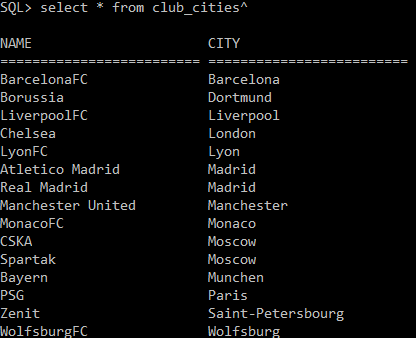 SQL> select * from club_cities^
NAME CITY
========================= =========================
BarcelonaFC Barcelona
Borussia Dortmund
LiverpoolFC Liverpool
Chelsea London
LyonFC Lyon
Atletico Madrid Madrid
Real Madrid Madrid
Manchester United Manchester
MonacoFC Monaco
CSKA Moscow
Spartak Moscow
Bayern Munchen
PSG Paris
Zenit Saint-Petersbourg
WolfsburgFC Wolfsburg